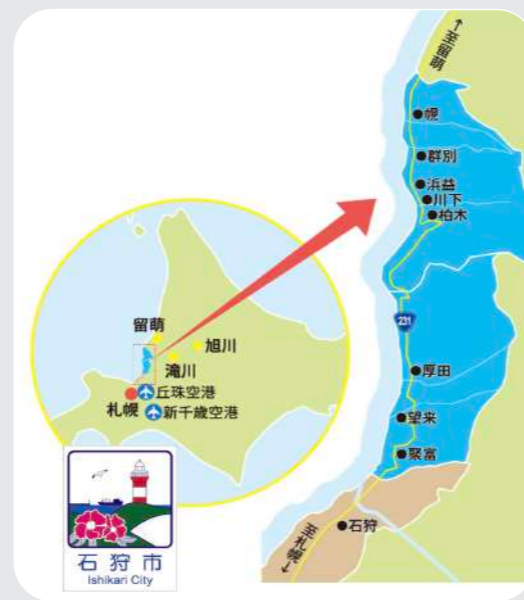 ↑至留萌
幌
群別
浜益
川下
柏木
231
厚田
望来
聚富
石狩
至札幌↓
留萌
旭川
滝川
丘珠空港
札幌
新千歳空港
石狩市
Ishikari City